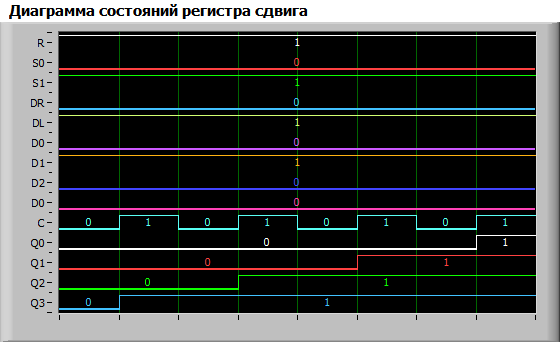 Диаграмма состояний регистра сдвига
R 1
S0 0
S1 1
DR 0
DL 1
D0 0
D1 1
D2 0
D0 0
C 0 1 0 1 0 1 0 1
Q0 0 1
Q1 0 1
Q2 0 1
Q3 0 1